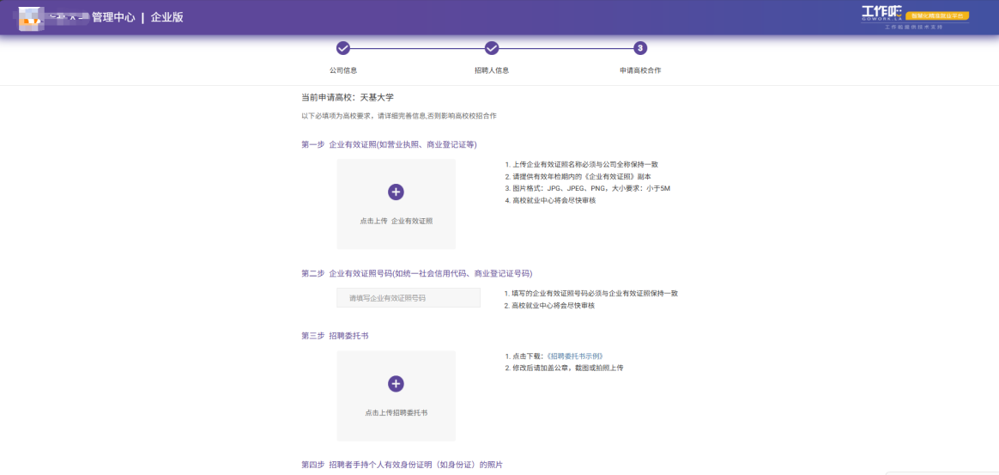 管理中心 | 企业版
工作啦
GOWORK.LA
智慧化精准就业平台
工作啦提供技术支持
3
公司信息
招聘人信息
申请高校合作
当前申请高校：天基大学
以下必填项为高校要求，请详细完善信息,否则影响高校校招合作
第一步 企业有效证照(如营业执照、商业登记证等)
点击上传 企业有效证照
1. 上传企业有效证照名称必须与公司全称保持一致
2. 请提供有效年检期内的《企业有效证照》副本
3. 图片格式：JPG、JPEG、PNG，大小要求：小于5M
4. 高校就业中心将会尽快审核
第二步 企业有效证照号码(如统一社会信用代码、商业登记证号码)
请填写企业有效证照号码
1. 填写的企业有效证照号码必须与企业有效证照保持一致
2. 高校就业中心将会尽快审核
第三步 招聘委托书
点击上传招聘委托书
1. 点击下载：《招聘委托书示例》
2. 修改后请加盖公章，截图或拍照上传
第四步 招聘者手持个人有效身份证明（如身份证）的照片